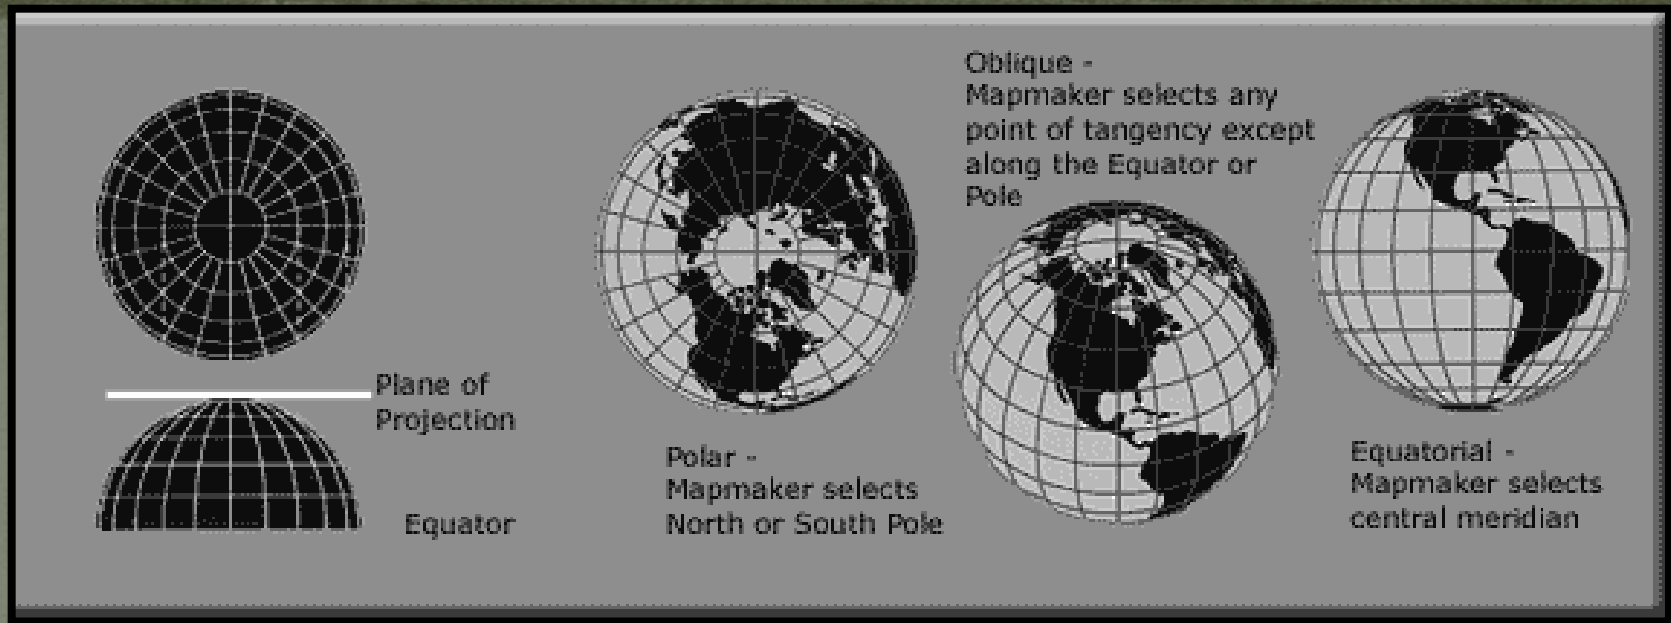 Plane of
Projection
Equator
Polar -
Mapmaker selects
North or South Pole
Oblique -
Mapmaker selects any
point of tangency except
along the Equator or
Pole
Equatorial -
Mapmaker selects
central meridian